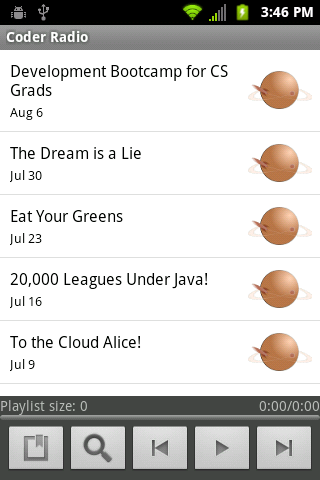 3:46 PM
Coder Radio
Development Bootcamp for CS
Grads
Aug 6
The Dream is a Lie
Jul 30
Eat Your Greens
Jul 23
20,000 Leagues Under Java!
Jul 16
To the Cloud Alice!
Jul 9
Playlist size: 0 0:00/0:00